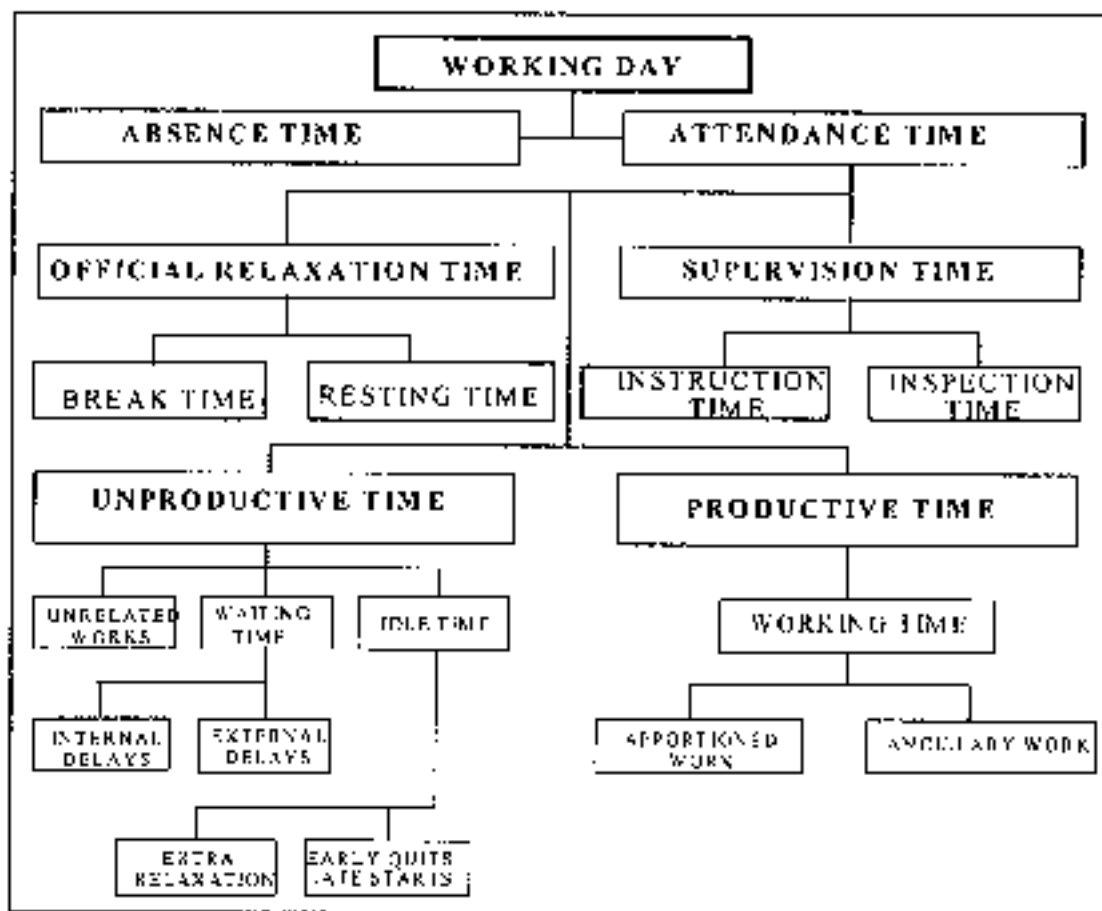 WORKING DAY
ABSENCE TIME
ATTENDANCE TIME
OFFICIAL RELAXATION TIME
SUPERVISION TIME
BREAK TIME
RESTING TIME
INSTRUCTION
TIME
INSPECTION
TIME
UNPRODUCTIVE TIME
PRODUCTIVE TIME
UNRELATED
WORKS
WAITING
TIME
IDLE TIME
WORKING TIME
INTERNAL
DELAYS
EXTERNAL
DELAYS
APPORTIONED
WORK
WORK
EXTRA
RELAXATION
EARLY QUITS
LATE STARTS